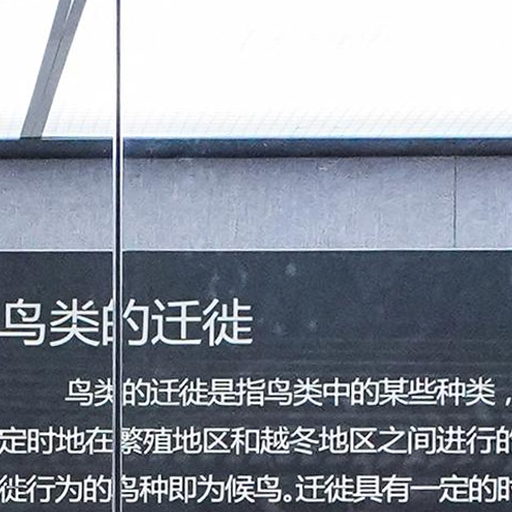 鸟类的迁徙
鸟类的迁徙是指鸟类中的某些种类，
定时地在繁殖地区和越冬地区之间进行的
徙行为的鸟种即为候鸟。迁徙具有一定的时